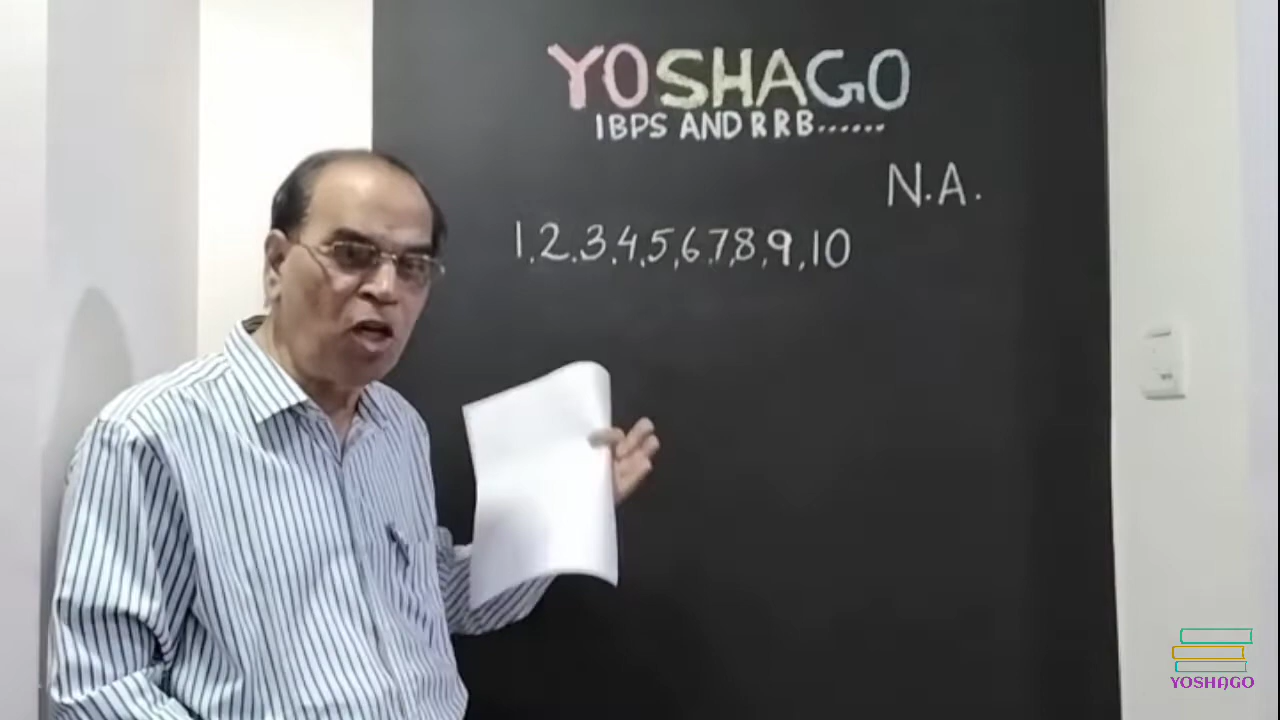 YOSHAGO
IBPS AND RRB......
N.A.
1,2,3,4,5,6,7,8,9,10
YOSHAGO